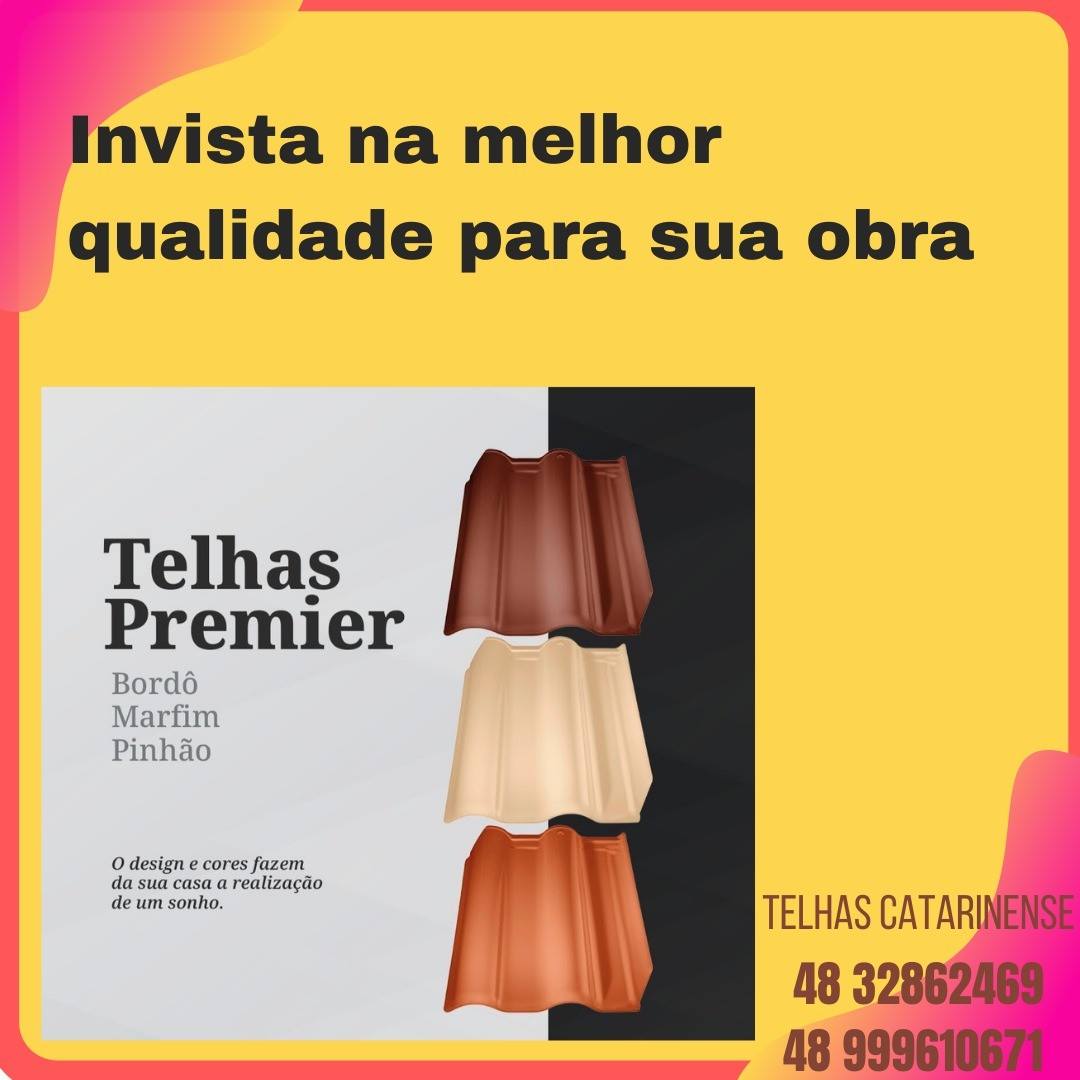 Invista na melhor
qualidade para sua obra
Telhas
Premier
Bordô
Marfim
Pinhão
O design e cores fazem
da sua casa a realização
de um sonho.
TELHAS CATARINENSE
48 32862469
48 999610671